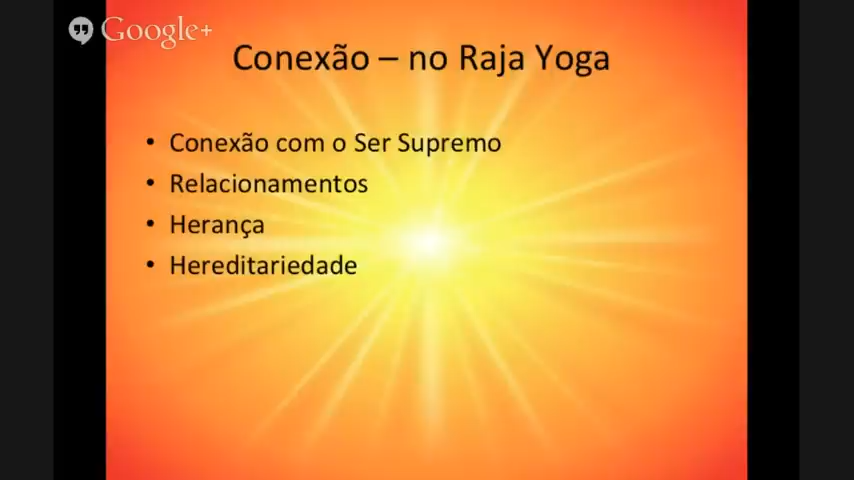 Google+
Conexão – no Raja Yoga
• Conexão com o Ser Supremo
• Relacionamentos
• Herança
• Hereditariedade